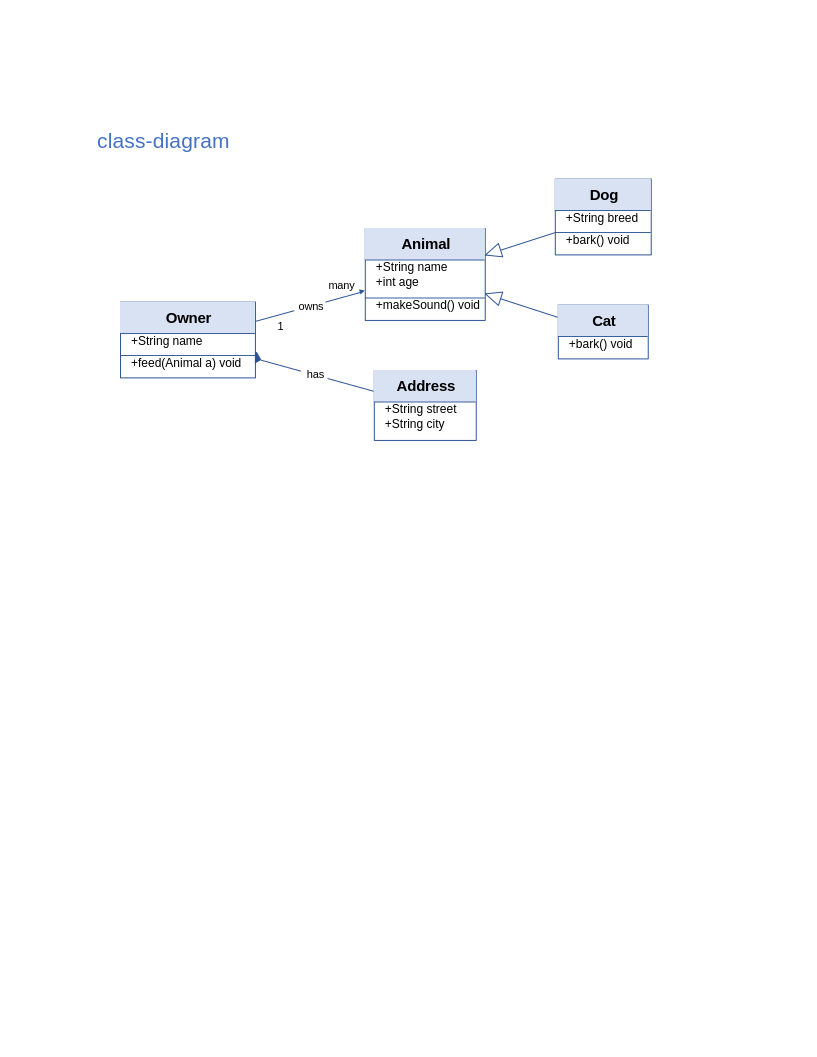 class-diagram
Dog
+String breed
+bark() void
Animal
+String name
+int age
+makeSound() void
many
owns
1
Owner
+String name
+feed(Animal a) void
Cat
+bark() void
has
Address
+String street
+String city